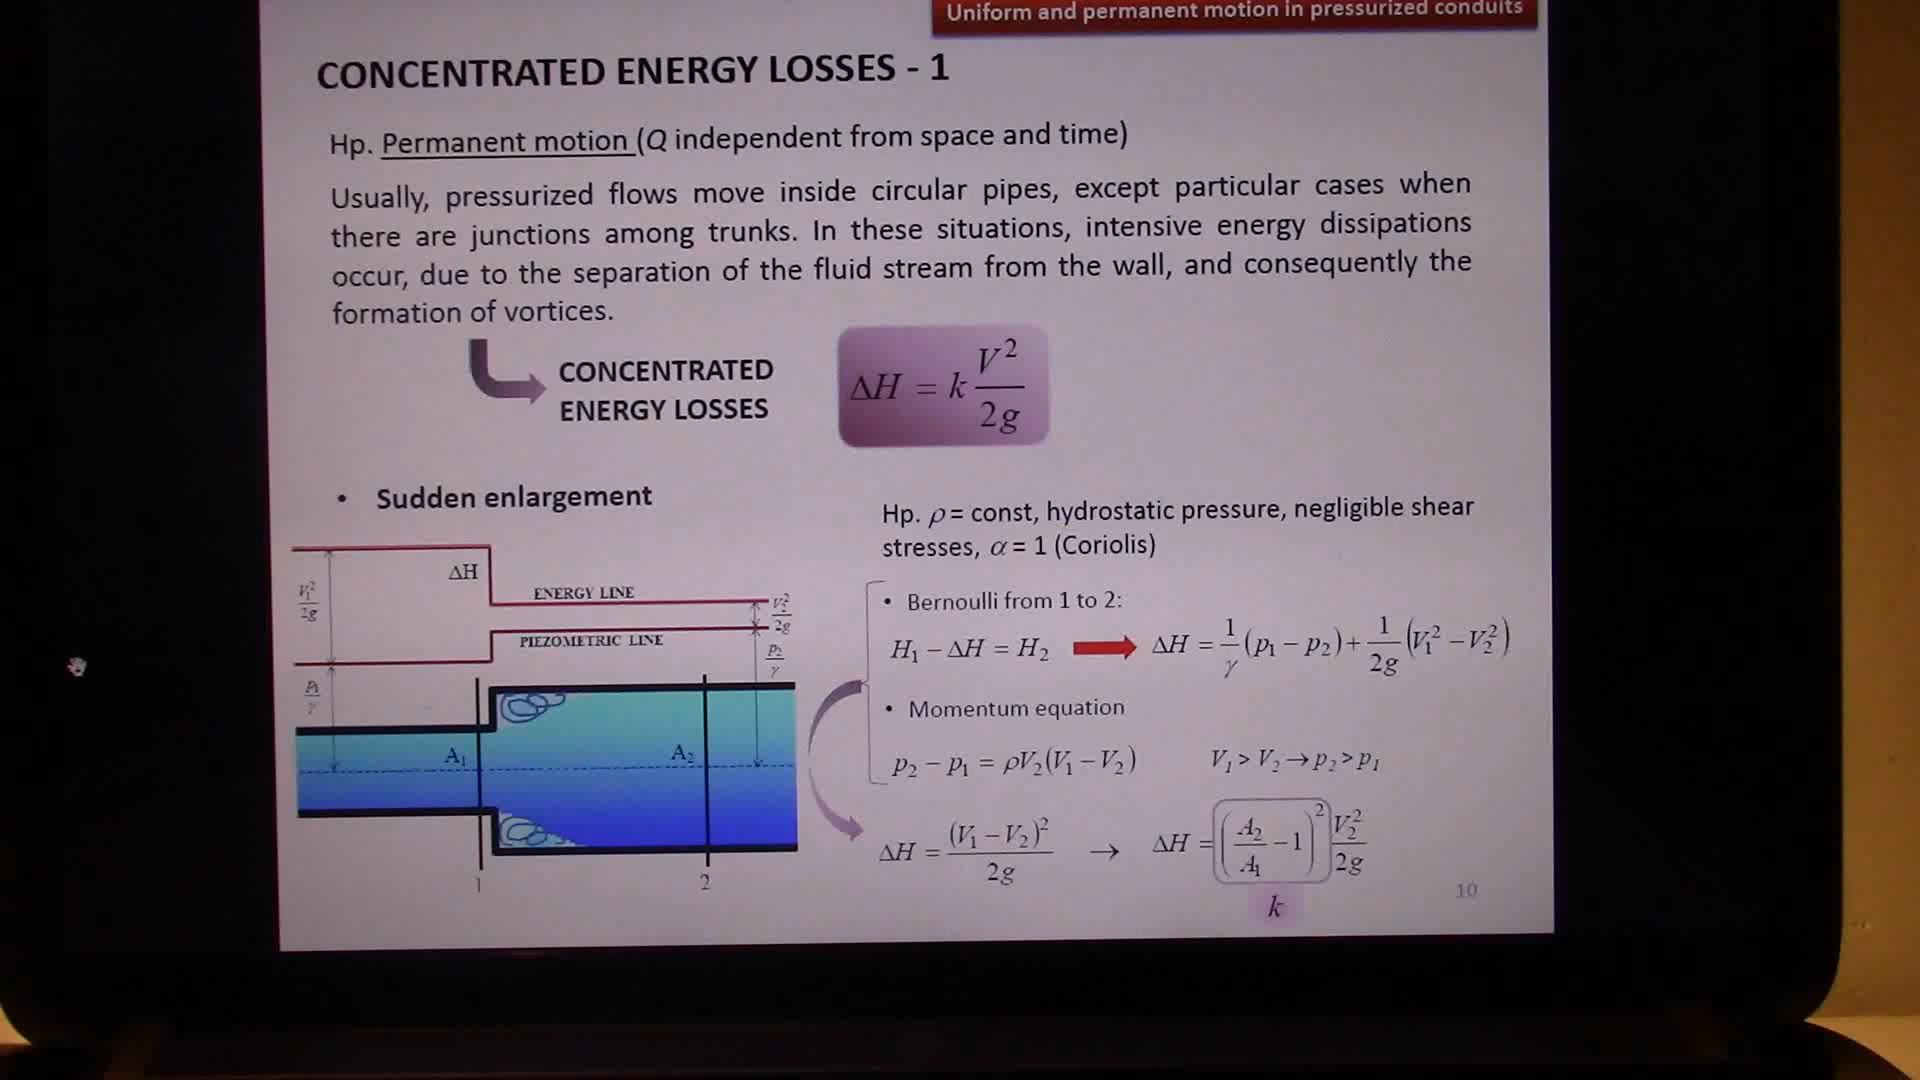 Uniform and permanent motion in pressurized conduits
CONCENTRATED ENERGY LOSSES - 1
Hp. Permanent motion (Q independent from space and time)
Usually, pressurized flows move inside circular pipes, except particular cases when
there are junctions among trunks. In these situations, intensive energy dissipations
occur, due to the separation of the fluid stream from the wall, and consequently the
formation of vortices.
CONCENTRATED
ENERGY LOSSES
ΔH = k V²/2g
• Sudden enlargement
ΔH
V₁²/2g
ENERGY LINE
V₂²/2g
PIEZOMETRIC LINE
p₂/γ
p₁/γ
A₁
A₂
1
2
Hp. ρ = const, hydrostatic pressure, negligible shear
stresses, α = 1 (Coriolis)
• Bernoulli from 1 to 2:
H₁ − ΔH = H₂ ΔH = 1/γ (p₁ − p₂) + 1/2g (V₁² − V₂²)
• Momentum equation
p₂ − p₁ = ρV₂(V₁ − V₂) V₁ > V₂ → p₂ > p₁
ΔH = (V₁ − V₂)²/2g → ΔH = (A₂/A₁ − 1)² V₂²/2g
k
10